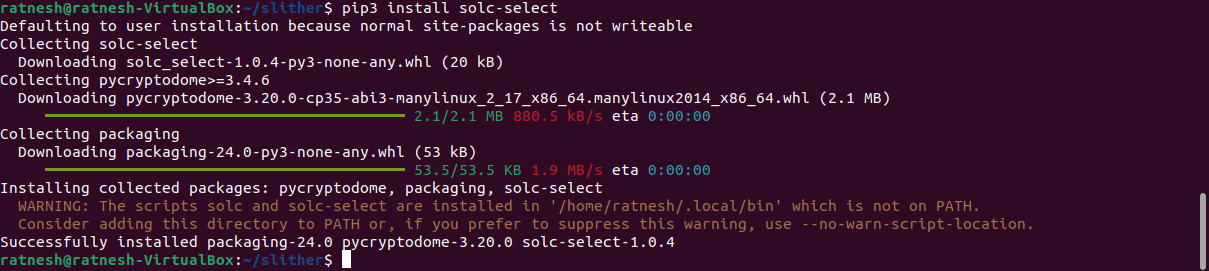 ratnesh@ratnesh-VirtualBox:~/slither$ pip3 install solc-select
Defaulting to user installation because normal site-packages is not writeable
Collecting solc-select
  Downloading solc_select-1.0.4-py3-none-any.whl (20 kB)
Collecting pycryptodome>=3.4.6
  Downloading pycryptodome-3.20.0-cp35-abi3-manylinux_2_17_x86_64.manylinux2014_x86_64.whl (2.1 MB)
2.1/2.1 MB 880.5 kB/s eta 0:00:00
Collecting packaging
  Downloading packaging-24.0-py3-none-any.whl (53 kB)
53.5/53.5 KB 1.9 MB/s eta 0:00:00
Installing collected packages: pycryptodome, packaging, solc-select
  WARNING: The scripts solc and solc-select are installed in '/home/ratnesh/.local/bin' which is not on PATH.
  Consider adding this directory to PATH or, if you prefer to suppress this warning, use --no-warn-script-location.
Successfully installed packaging-24.0 pycryptodome-3.20.0 solc-select-1.0.4
ratnesh@ratnesh-VirtualBox:~/slither$